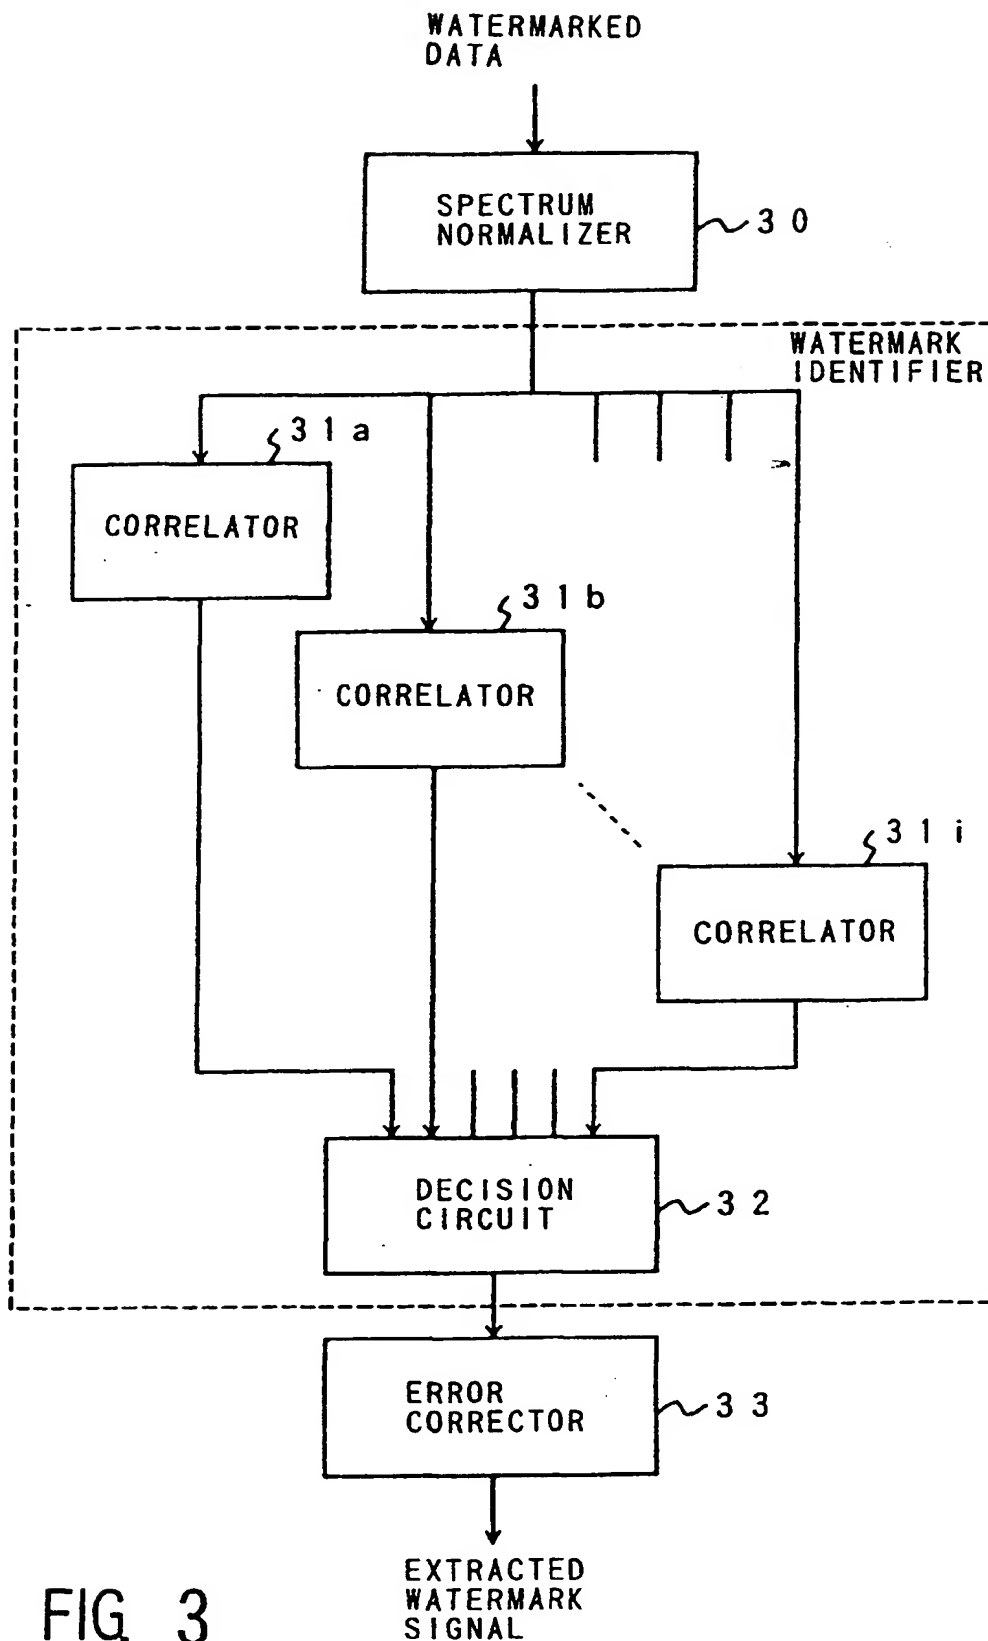 WATERMARKED
DATA
SPECTRUM
NORMALIZER
30
WATERMARK
IDENTIFIER
31a
CORRELATOR
31b
CORRELATOR
31i
CORRELATOR
DECISION
CIRCUIT
32
ERROR
CORRECTOR
33
EXTRACTED
WATERMARK
SIGNAL
FIG. 3